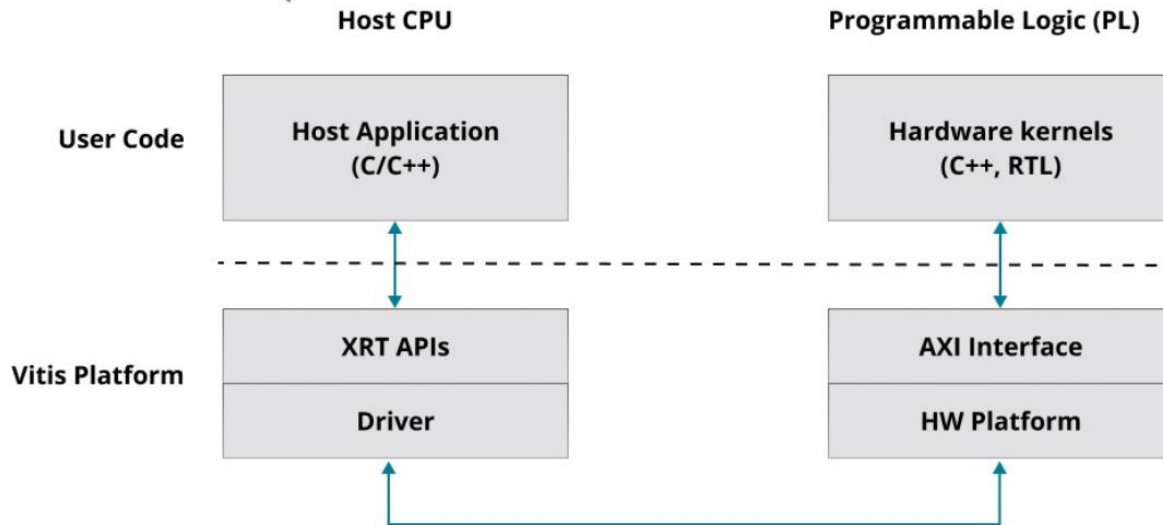 Host CPU
Programmable Logic (PL)
User Code
Host Application
(C/C++)
Hardware kernels
(C++, RTL)
Vitis Platform
XRT APIs
AXI Interface
Driver
HW Platform